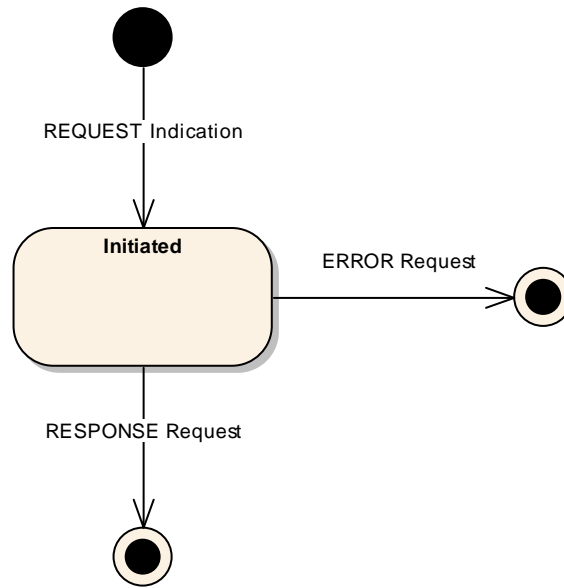 REQUEST Indication
Initiated
ERROR Request
RESPONSE Request